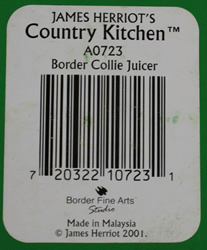 JAMES HERRIOT'S
Country Kitchen™
A0723
Border Collie Juicer
7 20322 10723 1
Border Fine Arts
Studio
Made in Malaysia
© James Herriot 2001.